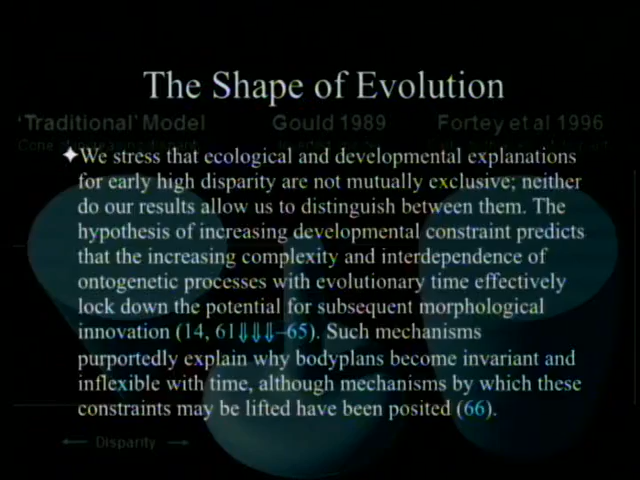 The Shape of Evolution
'Traditional' Model Gould 1989 Fortey et al 1996
✦We stress that ecological and developmental explanations
for early high disparity are not mutually exclusive; neither
do our results allow us to distinguish between them. The
hypothesis of increasing developmental constraint predicts
that the increasing complexity and interdependence of
ontogenetic processes with evolutionary time effectively
lock down the potential for subsequent morphological
innovation (14, 61⇓⇓⇓–65). Such mechanisms
purportedly explain why bodyplans become invariant and
inflexible with time, although mechanisms by which these
constraints may be lifted have been posited (66).
← Disparity →